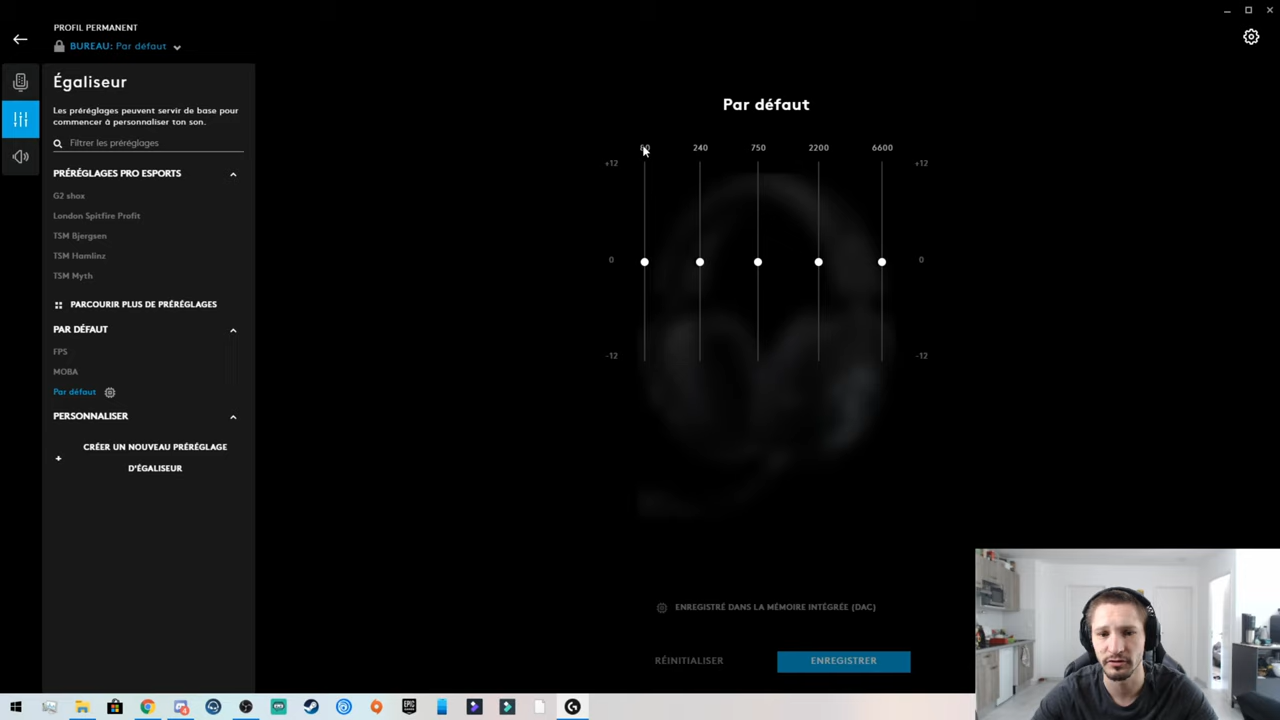 PROFIL PERMANENT
BUREAU: Par défaut
Égaliseur
Les préréglages peuvent servir de base pour
commencer à personnaliser ton son.
Filtrer les préréglages
PRÉRÉGLAGES PRO ESPORTS
G2 shox
London Spitfire Profit
TSM Bjergsen
TSM Hamlinz
TSM Myth
PARCOURIR PLUS DE PRÉRÉGLAGES
PAR DÉFAUT
FPS
MOBA
Par défaut
PERSONNALISER
+ CRÉER UN NOUVEAU PRÉRÉGLAGE
D'ÉGALISEUR
Par défaut
80 240 750 2200 6600
+12 +12
0 0
-12 -12
ENREGISTRÉ DANS LA MÉMOIRE INTÉGRÉE (DAC)
RÉINITIALISER ENREGISTRER
EPIC